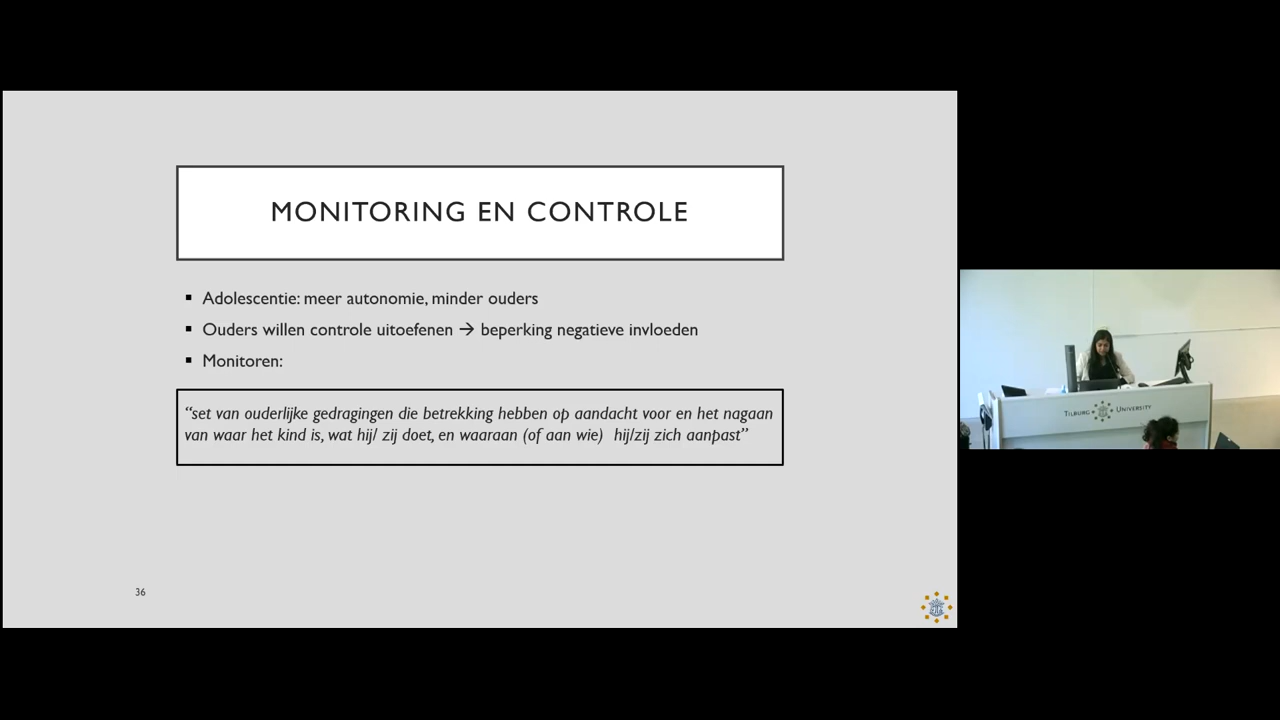 MONITORING EN CONTROLE
▪ Adolescentie: meer autonomie, minder ouders
▪ Ouders willen controle uitoefenen → beperking negatieve invloeden
▪ Monitoren:
“set van ouderlijke gedragingen die betrekking hebben op aandacht voor en het nagaan
van waar het kind is, wat hij/ zij doet, en waaraan (of aan wie) hij/zij zich aanpast”
36
TILBURG UNIVERSITY